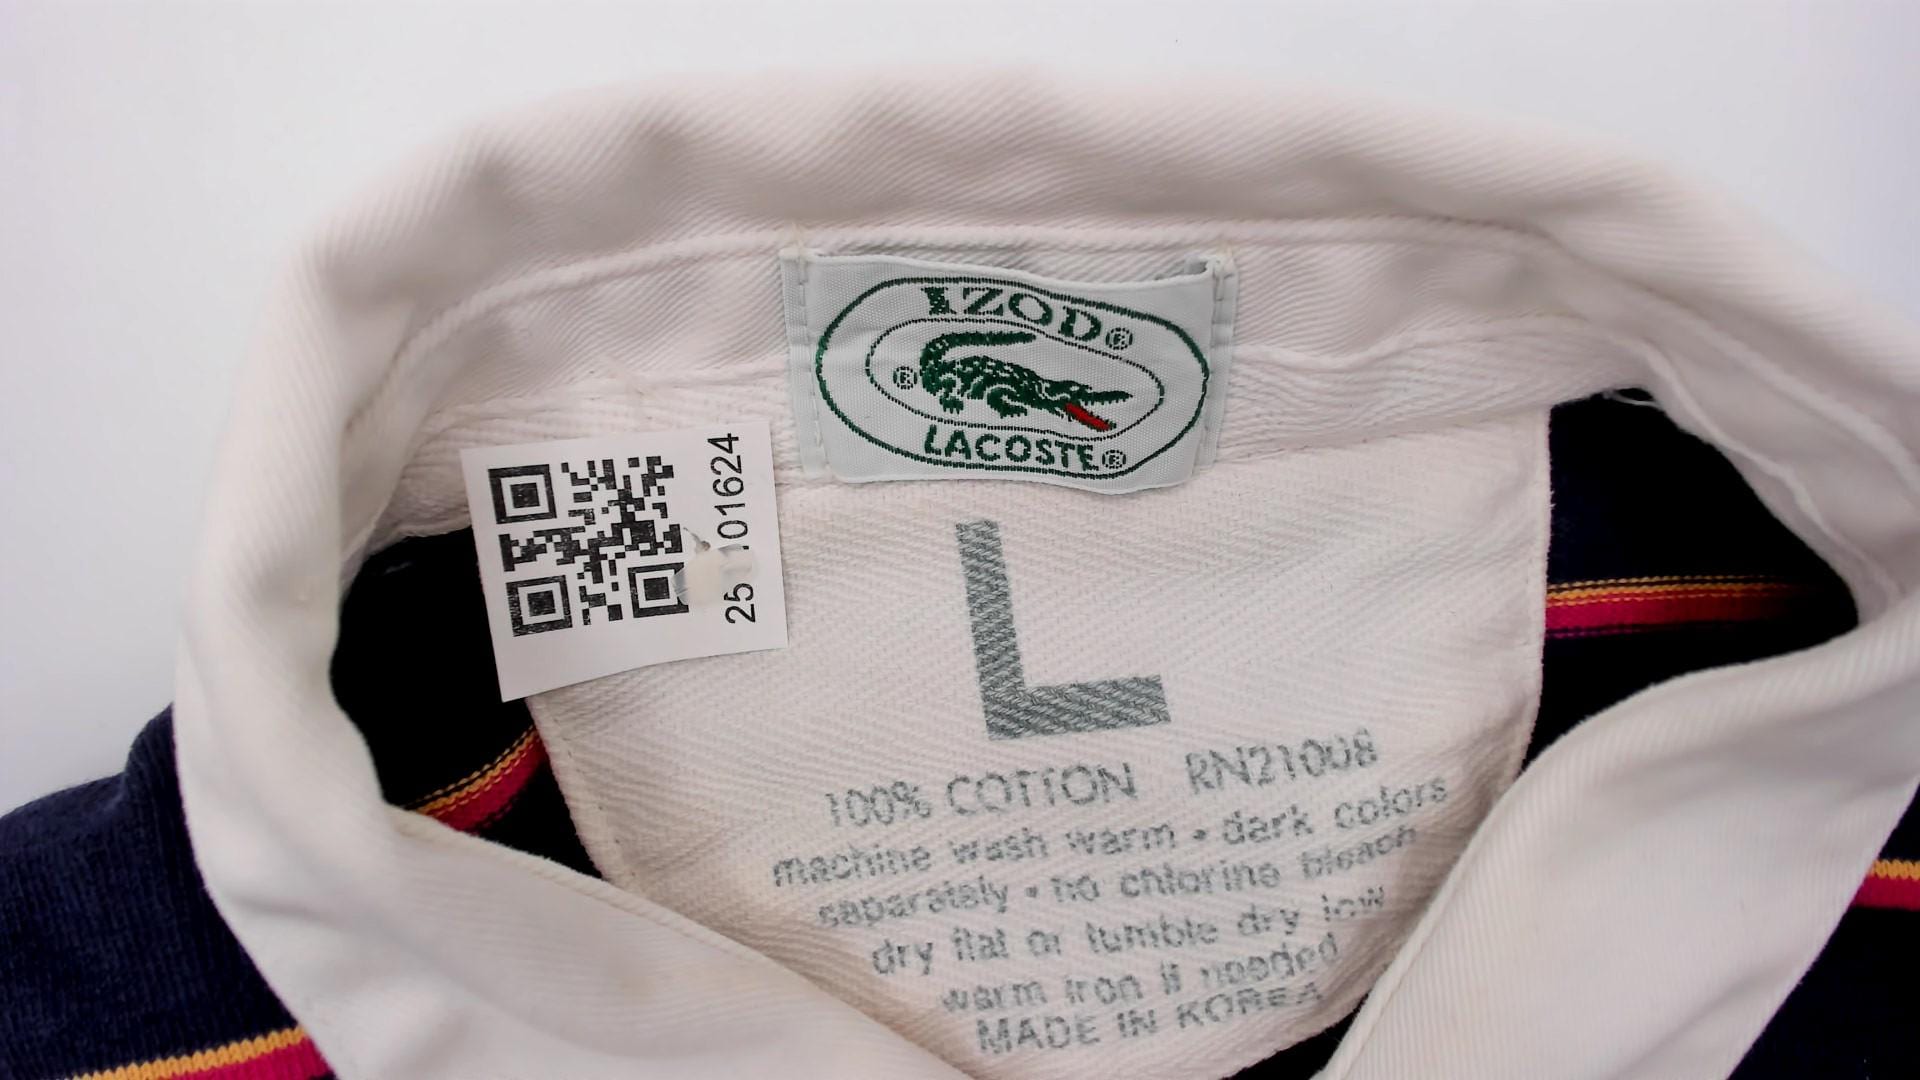 IZOD®
®
LACOSTE®
L
100% COTTON RN21008
machine wash warm • dark colors
separately • no chlorine bleach
dry flat or tumble dry low
warm iron if needed
MADE IN KOREA